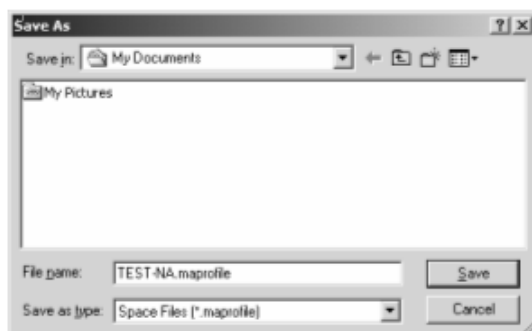 Save As
Save in: My Documents
My Pictures
File name: TEST-NA.maprofile Save
Save as type: Space Files (*.maprofile) Cancel